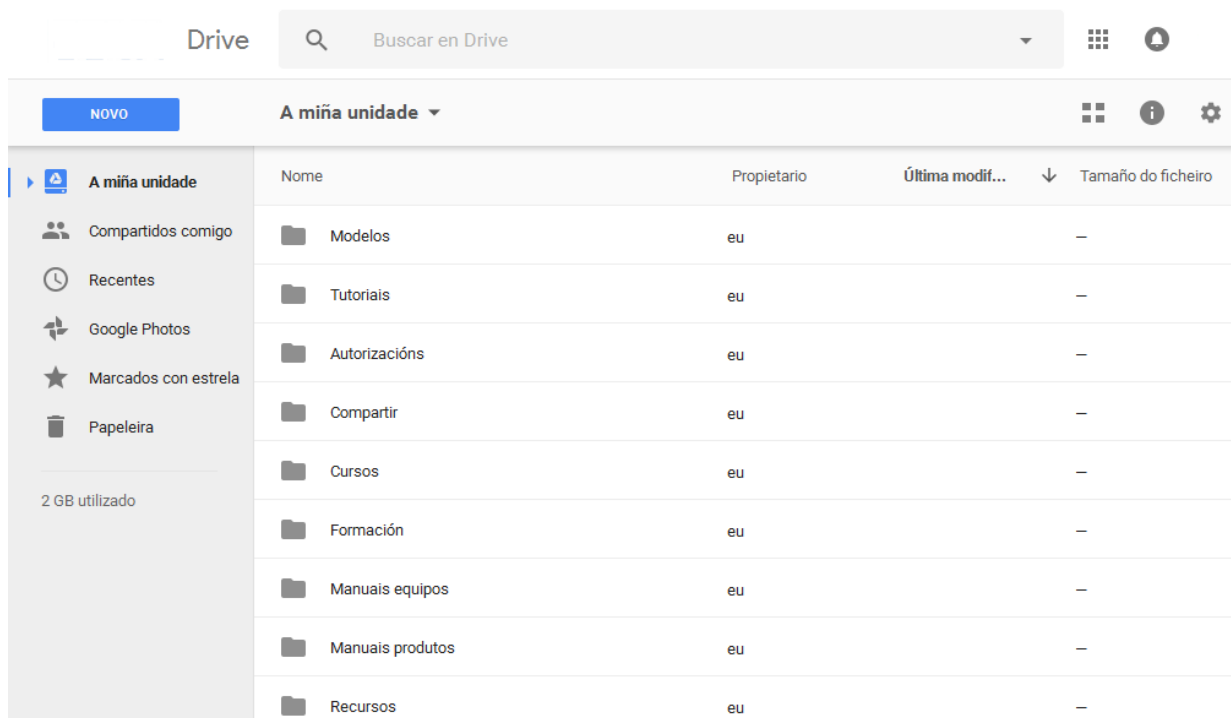 Drive
Buscar en Drive
NOVO
A miña unidade
A miña unidade
Compartidos comigo
Recentes
Google Photos
Marcados con estrela
Papeleira
2 GB utilizado
Nome Propietario Última modif... Tamaño do ficheiro
Modelos eu —
Tutoriais eu —
Autorizacións eu —
Compartir eu —
Cursos eu —
Formación eu —
Manuais equipos eu —
Manuais produtos eu —
Recursos eu —